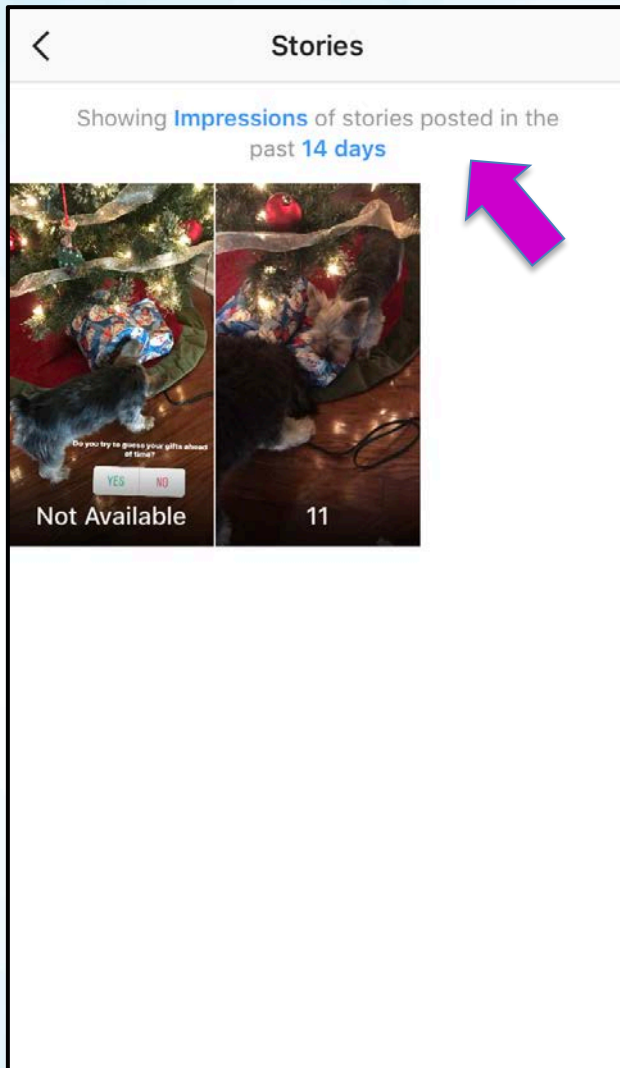 Stories
Showing Impressions of stories posted in the
past 14 days
Do you try to guess your gifts ahead
of time?
YES NO
Not Available
11